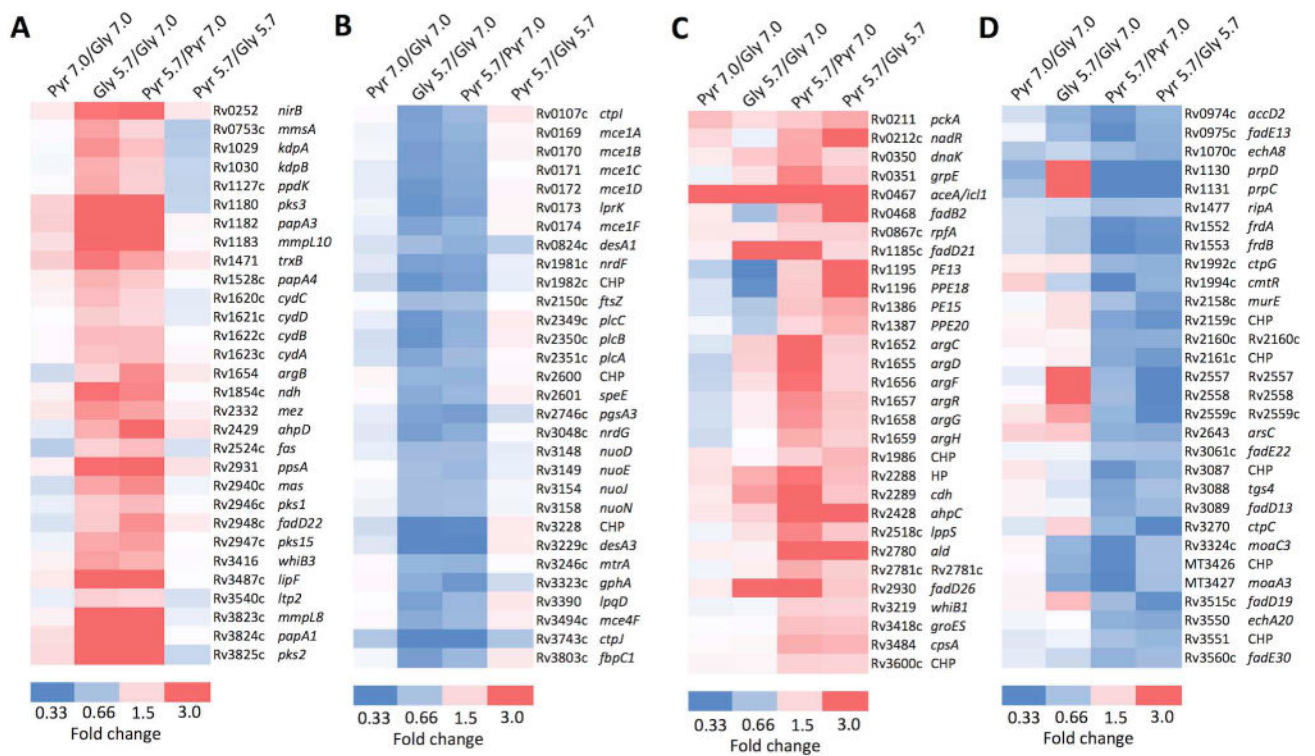 A
Pyr 7.0/Gly 7.0
Gly 5.7/Gly 7.0
Pyr 5.7/Pyr 7.0
Pyr 5.7/Gly 5.7
Rv0252 nirB
Rv0753c mmsA
Rv1029 kdpA
Rv1030 kdpB
Rv1127c ppdK
Rv1180 pks3
Rv1182 papA3
Rv1183 mmpL10
Rv1471 trxB
Rv1528c papA4
Rv1620c cydC
Rv1621c cydD
Rv1622c cydB
Rv1623c cydA
Rv1654 argB
Rv1854c ndh
Rv2332 mez
Rv2429 ahpD
Rv2524c fas
Rv2931 ppsA
Rv2940c mas
Rv2946c pks1
Rv2948c fadD22
Rv2947c pks15
Rv3416 whiB3
Rv3487c lipF
Rv3540c ltp2
Rv3823c mmpL8
Rv3824c papA1
Rv3825c pks2
0.33 0.66 1.5 3.0
Fold change
B
Pyr 7.0/Gly 7.0
Gly 5.7/Gly 7.0
Pyr 5.7/Pyr 7.0
Pyr 5.7/Gly 5.7
Rv0107c ctpI
Rv0169 mce1A
Rv0170 mce1B
Rv0171 mce1C
Rv0172 mce1D
Rv0173 lprK
Rv0174 mce1F
Rv0824c desA1
Rv1981c nrdF
Rv1982c CHP
Rv2150c ftsZ
Rv2349c plcC
Rv2350c plcB
Rv2351c plcA
Rv2600 CHP
Rv2601 speE
Rv2746c pgsA3
Rv3048c nrdG
Rv3148 nuoD
Rv3149 nuoE
Rv3154 nuoJ
Rv3158 nuoN
Rv3228 CHP
Rv3229c desA3
Rv3246c mtrA
Rv3323c gphA
Rv3390 lpqD
Rv3494c mce4F
Rv3743c ctpJ
Rv3803c fbpC1
0.33 0.66 1.5 3.0
Fold change
C
Pyr 7.0/Gly 7.0
Gly 5.7/Gly 7.0
Pyr 5.7/Pyr 7.0
Pyr 5.7/Gly 5.7
Rv0211 pckA
Rv0212c nadR
Rv0350 dnaK
Rv0351 grpE
Rv0467 aceA/icl1
Rv0468 fadB2
Rv0867c rpfA
Rv1185c fadD21
Rv1195 PE13
Rv1196 PPE18
Rv1386 PE15
Rv1387 PPE20
Rv1652 argC
Rv1655 argD
Rv1656 argF
Rv1657 argR
Rv1658 argG
Rv1659 argH
Rv1986 CHP
Rv2288 HP
Rv2289 cdh
Rv2428 ahpC
Rv2518c lppS
Rv2780 ald
Rv2781c Rv2781c
Rv2930 fadD26
Rv3219 whiB1
Rv3418c groES
Rv3484 cpsA
Rv3600c CHP
0.33 0.66 1.5 3.0
Fold change
D
Pyr 7.0/Gly 7.0
Gly 5.7/Gly 7.0
Pyr 5.7/Pyr 7.0
Pyr 5.7/Gly 5.7
Rv0974c accD2
Rv0975c fadE13
Rv1070c echA8
Rv1130 prpD
Rv1131 prpC
Rv1477 ripA
Rv1552 frdA
Rv1553 frdB
Rv1992c ctpG
Rv1994c cmtR
Rv2158c murE
Rv2159c CHP
Rv2160c Rv2160c
Rv2161c CHP
Rv2557 Rv2557
Rv2558 Rv2558
Rv2559c Rv2559c
Rv2643 arsC
Rv3061c fadE22
Rv3087 CHP
Rv3088 tgs4
Rv3089 fadD13
Rv3270 ctpC
Rv3324c moaC3
MT3426 CHP
MT3427 moaA3
Rv3515c fadD19
Rv3550 echA20
Rv3551 CHP
Rv3560c fadE30
0.33 0.66 1.5 3.0
Fold change